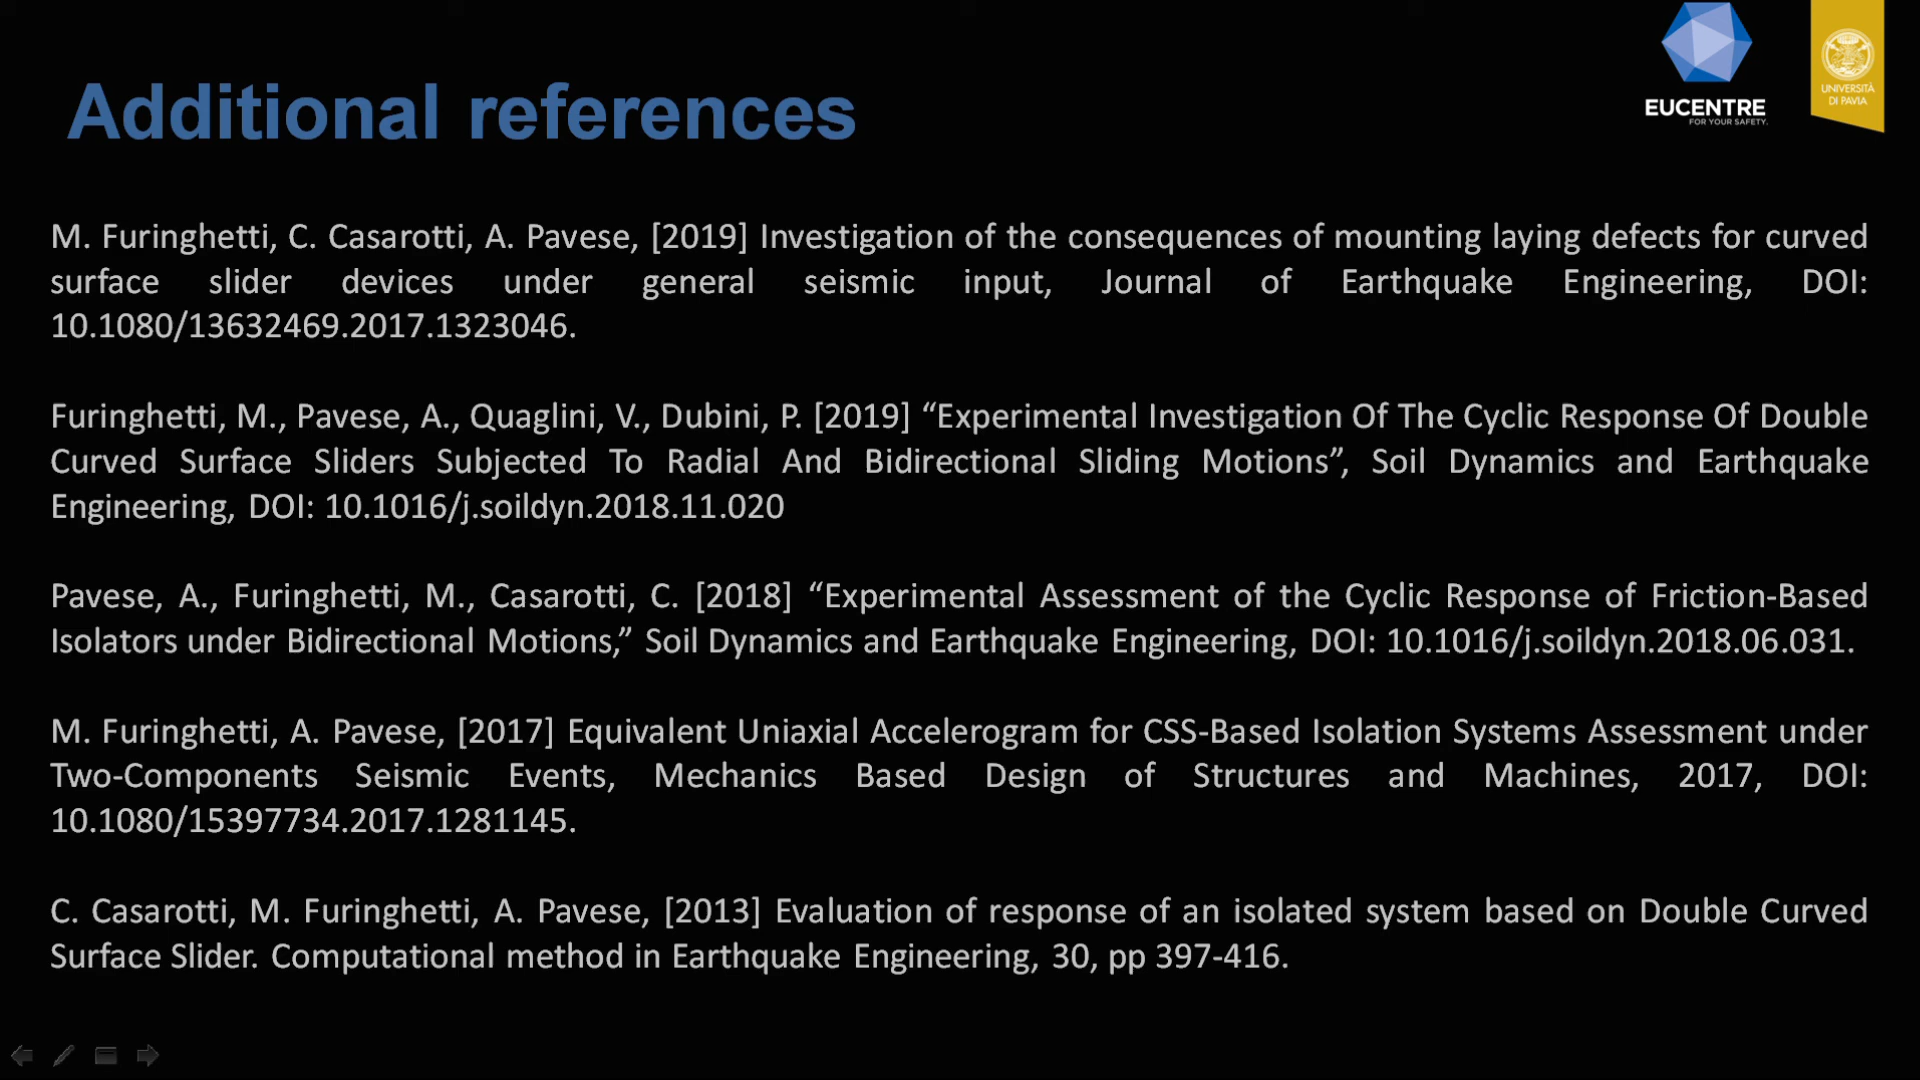 EUCENTRE
FOR YOUR SAFETY.
UNIVERSITÀ
DI PAVIA
Additional references
M. Furinghetti, C. Casarotti, A. Pavese, [2019] Investigation of the consequences of mounting laying defects for curved
surface slider devices under general seismic input, Journal of Earthquake Engineering, DOI:
10.1080/13632469.2017.1323046.
Furinghetti, M., Pavese, A., Quaglini, V., Dubini, P. [2019] “Experimental Investigation Of The Cyclic Response Of Double
Curved Surface Sliders Subjected To Radial And Bidirectional Sliding Motions”, Soil Dynamics and Earthquake
Engineering, DOI: 10.1016/j.soildyn.2018.11.020
Pavese, A., Furinghetti, M., Casarotti, C. [2018] “Experimental Assessment of the Cyclic Response of Friction-Based
Isolators under Bidirectional Motions,” Soil Dynamics and Earthquake Engineering, DOI: 10.1016/j.soildyn.2018.06.031.
M. Furinghetti, A. Pavese, [2017] Equivalent Uniaxial Accelerogram for CSS-Based Isolation Systems Assessment under
Two-Components Seismic Events, Mechanics Based Design of Structures and Machines, 2017, DOI:
10.1080/15397734.2017.1281145.
C. Casarotti, M. Furinghetti, A. Pavese, [2013] Evaluation of response of an isolated system based on Double Curved
Surface Slider. Computational method in Earthquake Engineering, 30, pp 397-416.